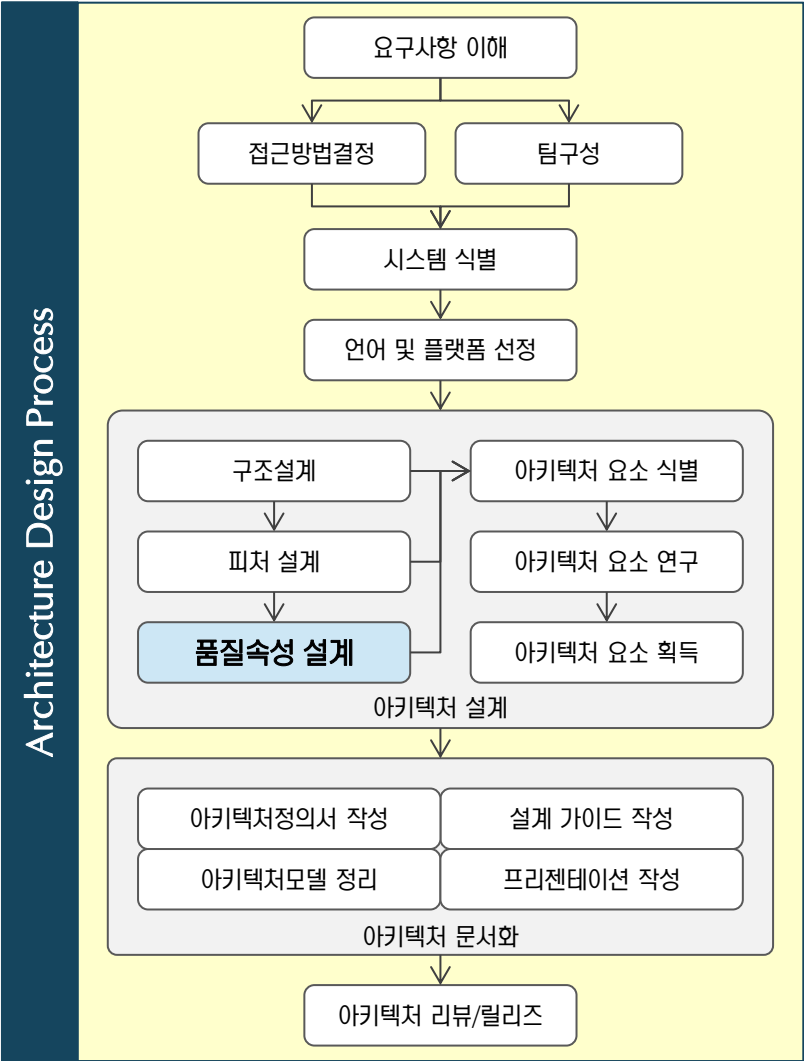 Architecture Design Process
요구사항 이해
접근방법결정
팀구성
시스템 식별
언어 및 플랫폼 선정
구조설계
아키텍처 요소 식별
피처 설계
아키텍처 요소 연구
품질속성 설계
아키텍처 요소 획득
아키텍처 설계
아키텍처정의서 작성
설계 가이드 작성
아키텍처모델 정리
프리젠테이션 작성
아키텍처 문서화
아키텍처 리뷰/릴리즈